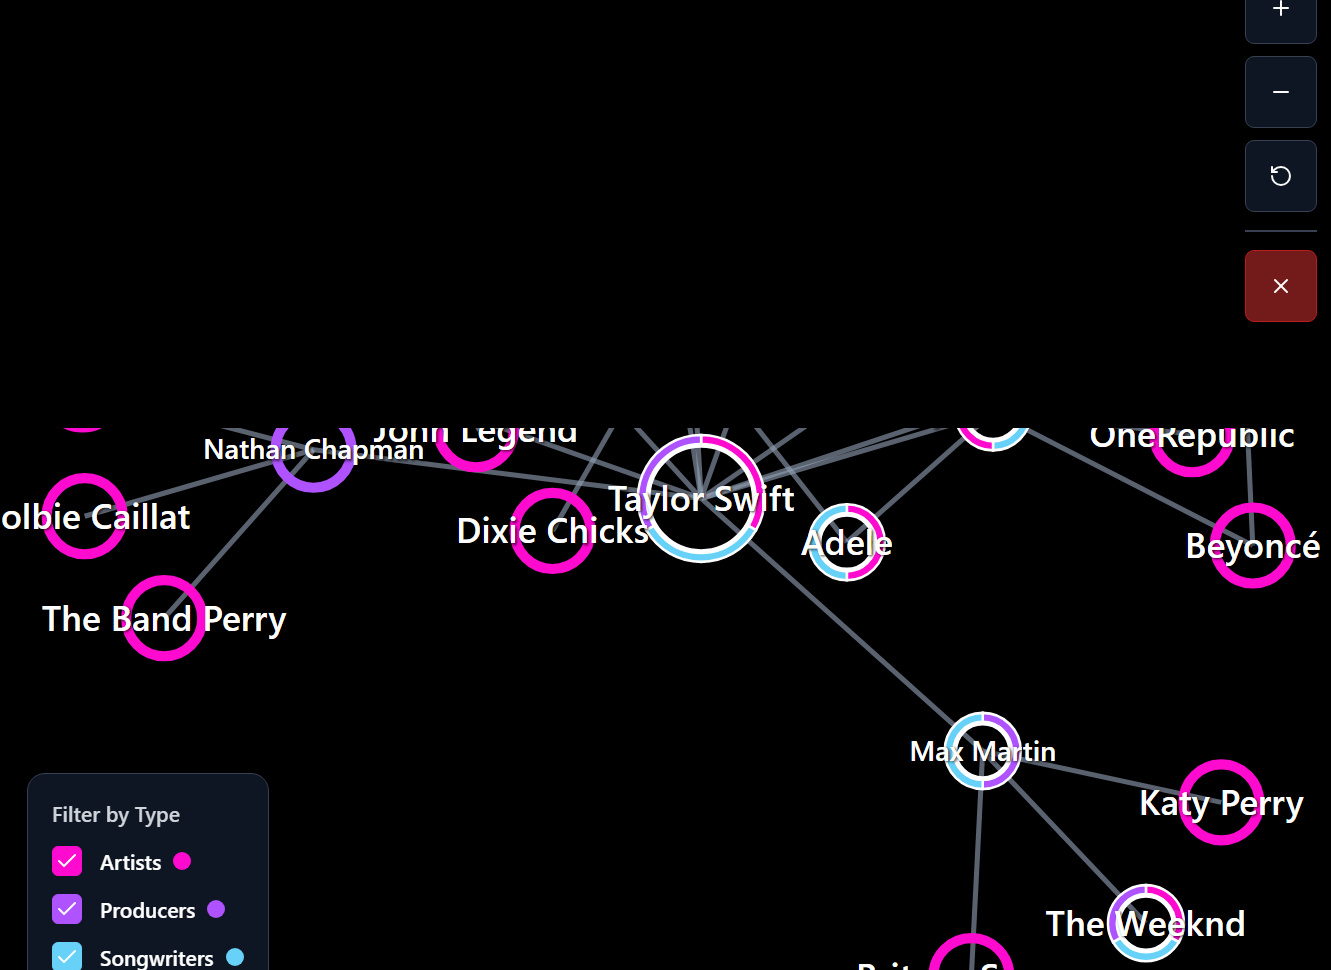 John Legend
OneRepublic
Nathan Chapman
Taylor Swift
olbie Caillat
Dixie Chicks
Adele
Beyoncé
The Band Perry
Max Martin
Katy Perry
Filter by Type
Artists
Producers
Songwriters
The Weeknd